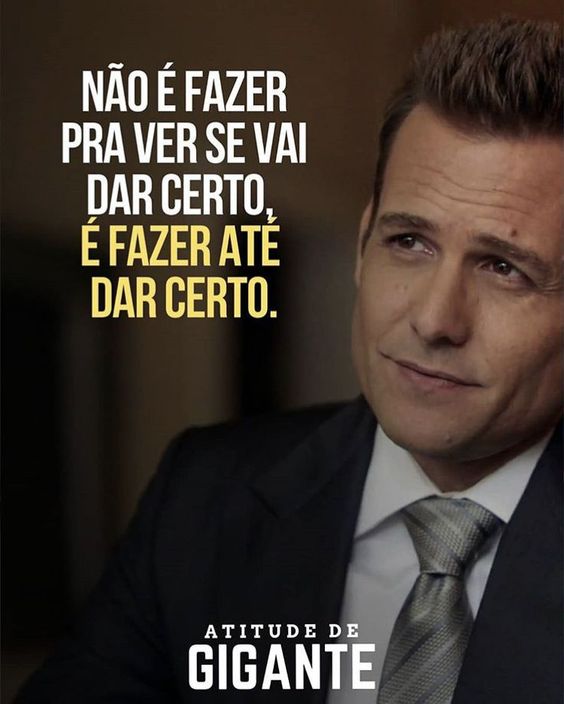 NÃO É FAZER
PRA VER SE VAI
DAR CERTO,
É FAZER ATÉ
DAR CERTO.
ATITUDE DE
GIGANTE